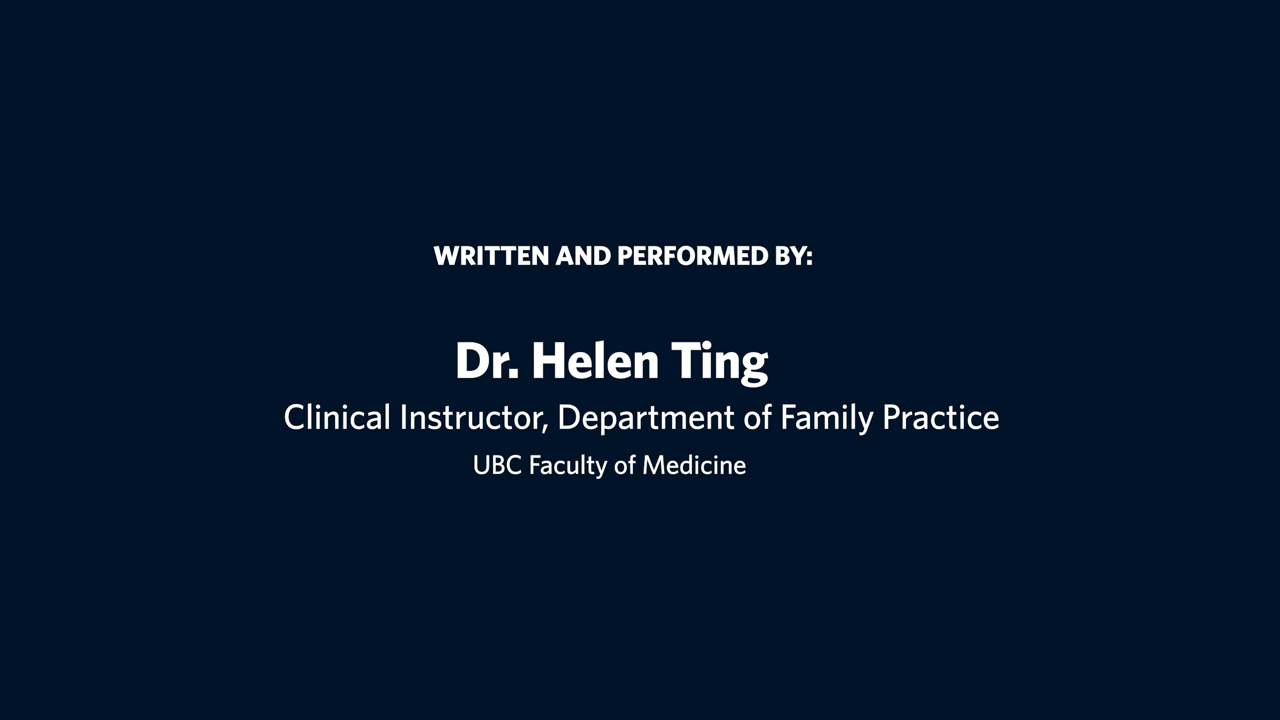 WRITTEN AND PERFORMED BY:
Dr. Helen Ting
Clinical Instructor, Department of Family Practice
UBC Faculty of Medicine